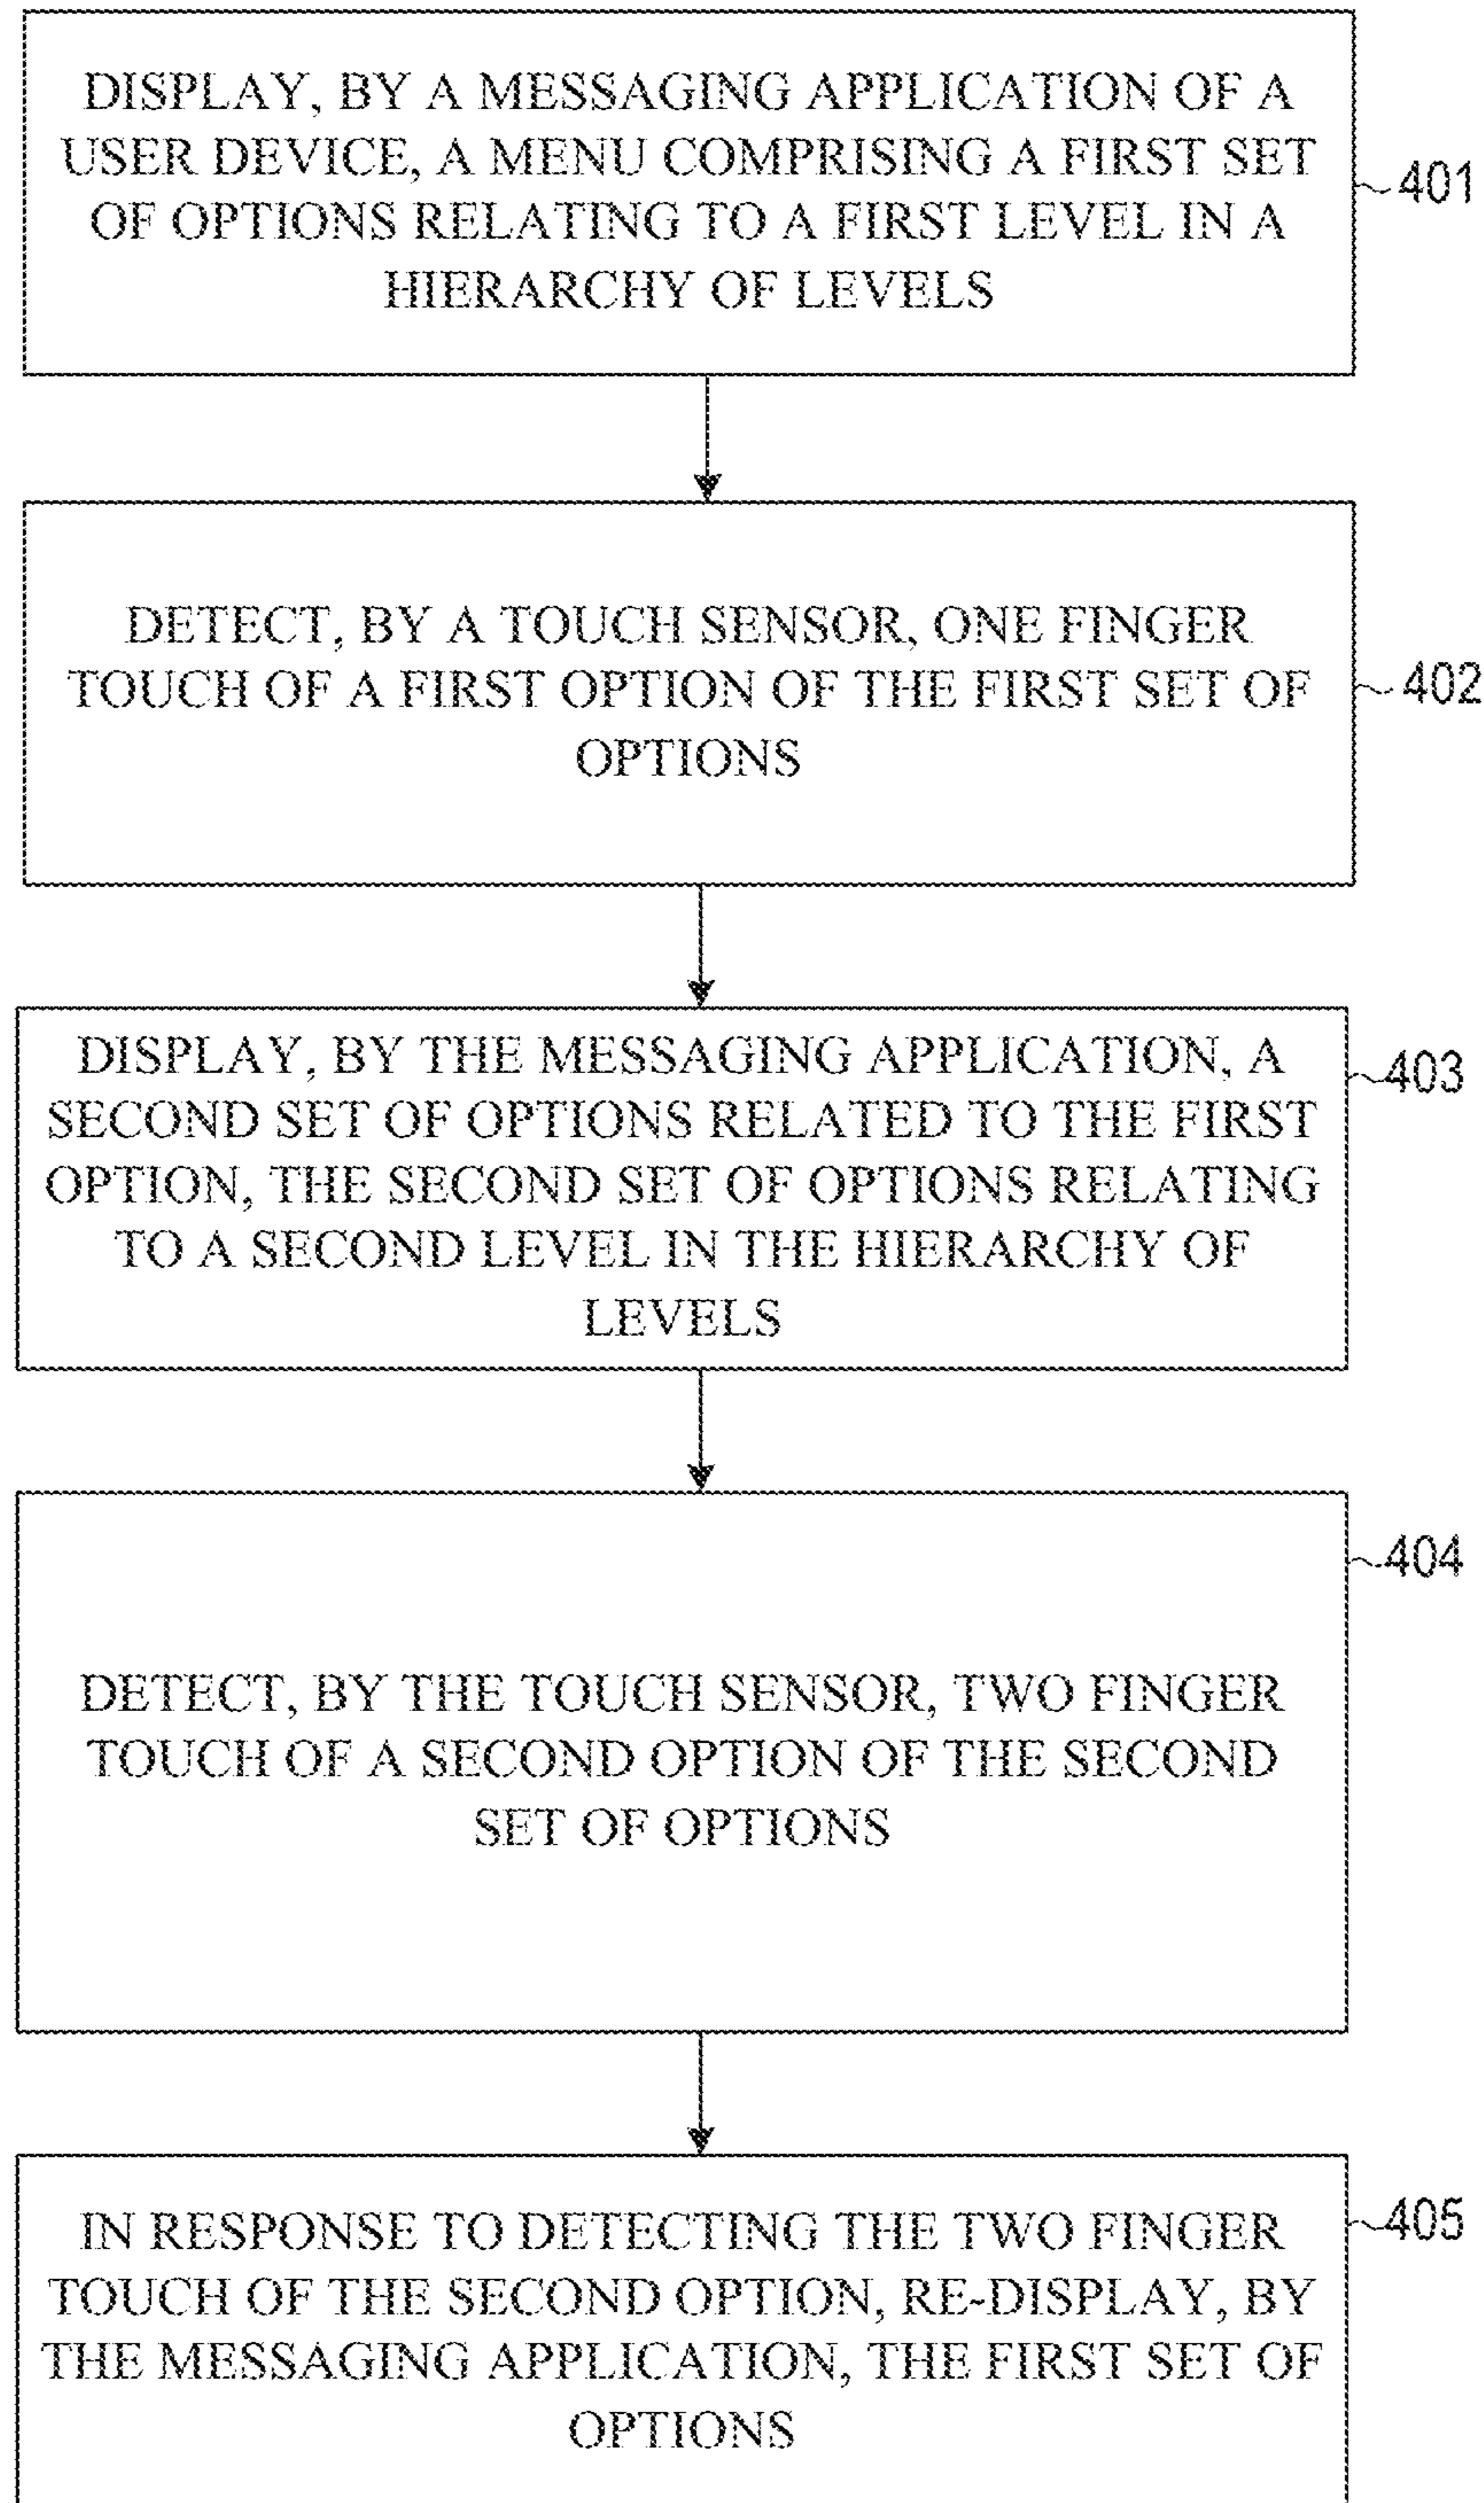 DISPLAY, BY A MESSAGING APPLICATION OF A
USER DEVICE, A MENU COMPRISING A FIRST SET
OF OPTIONS RELATING TO A FIRST LEVEL IN A
HIERARCHY OF LEVELS
401
DETECT, BY A TOUCH SENSOR, ONE FINGER
TOUCH OF A FIRST OPTION OF THE FIRST SET OF
OPTIONS
402
DISPLAY, BY THE MESSAGING APPLICATION, A
SECOND SET OF OPTIONS RELATED TO THE FIRST
OPTION, THE SECOND SET OF OPTIONS RELATING
TO A SECOND LEVEL IN THE HIERARCHY OF
LEVELS
403
DETECT, BY THE TOUCH SENSOR, TWO FINGER
TOUCH OF A SECOND OPTION OF THE SECOND
SET OF OPTIONS
404
IN RESPONSE TO DETECTING THE TWO FINGER
TOUCH OF THE SECOND OPTION, RE-DISPLAY, BY
THE MESSAGING APPLICATION, THE FIRST SET OF
OPTIONS
405